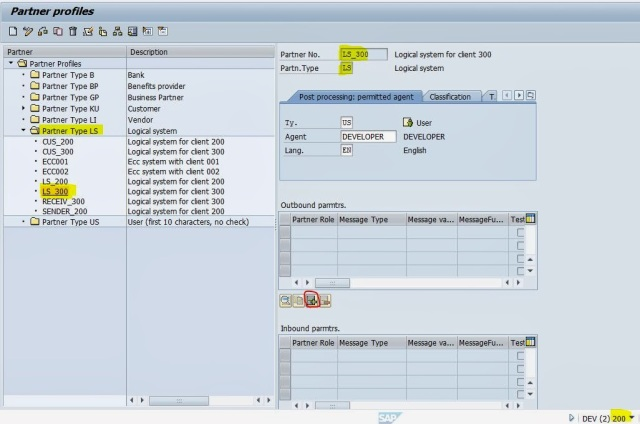 Partner profiles
Partner
Description
Partner Profiles
Partner Type B Bank
Partner Type BP Benefits provider
Partner Type GP Business Partner
Partner Type KU Customer
Partner Type LI Vendor
Partner Type LS Logical system
CUS_200 Logical system for client 200
CUS_300 Logical system for client 300
ECC001 Ecc system with client 001
ECC002 Ecc system with client 002
LS_200 Logical system for client 200
LS_300 Logical system for client 300
RECEIV_300 Logical system for client 300
SENDER_200 Logical system for client 200
Partner Type US User (first 10 characters, no check)
Partner No. LS_300 Logical system for client 300
Partn.Type LS Logical system
Post processing: permitted agent Classification T
Ty. US User
Agent DEVELOPER DEVELOPER
Lang. EN English
Outbound parmtrs.
Partner Role Message Type Message va... MessageFu... Test
Inbound parmtrs.
Partner Role Message Type Message va... MessageFu... Test
SAP
DEV (2) 200